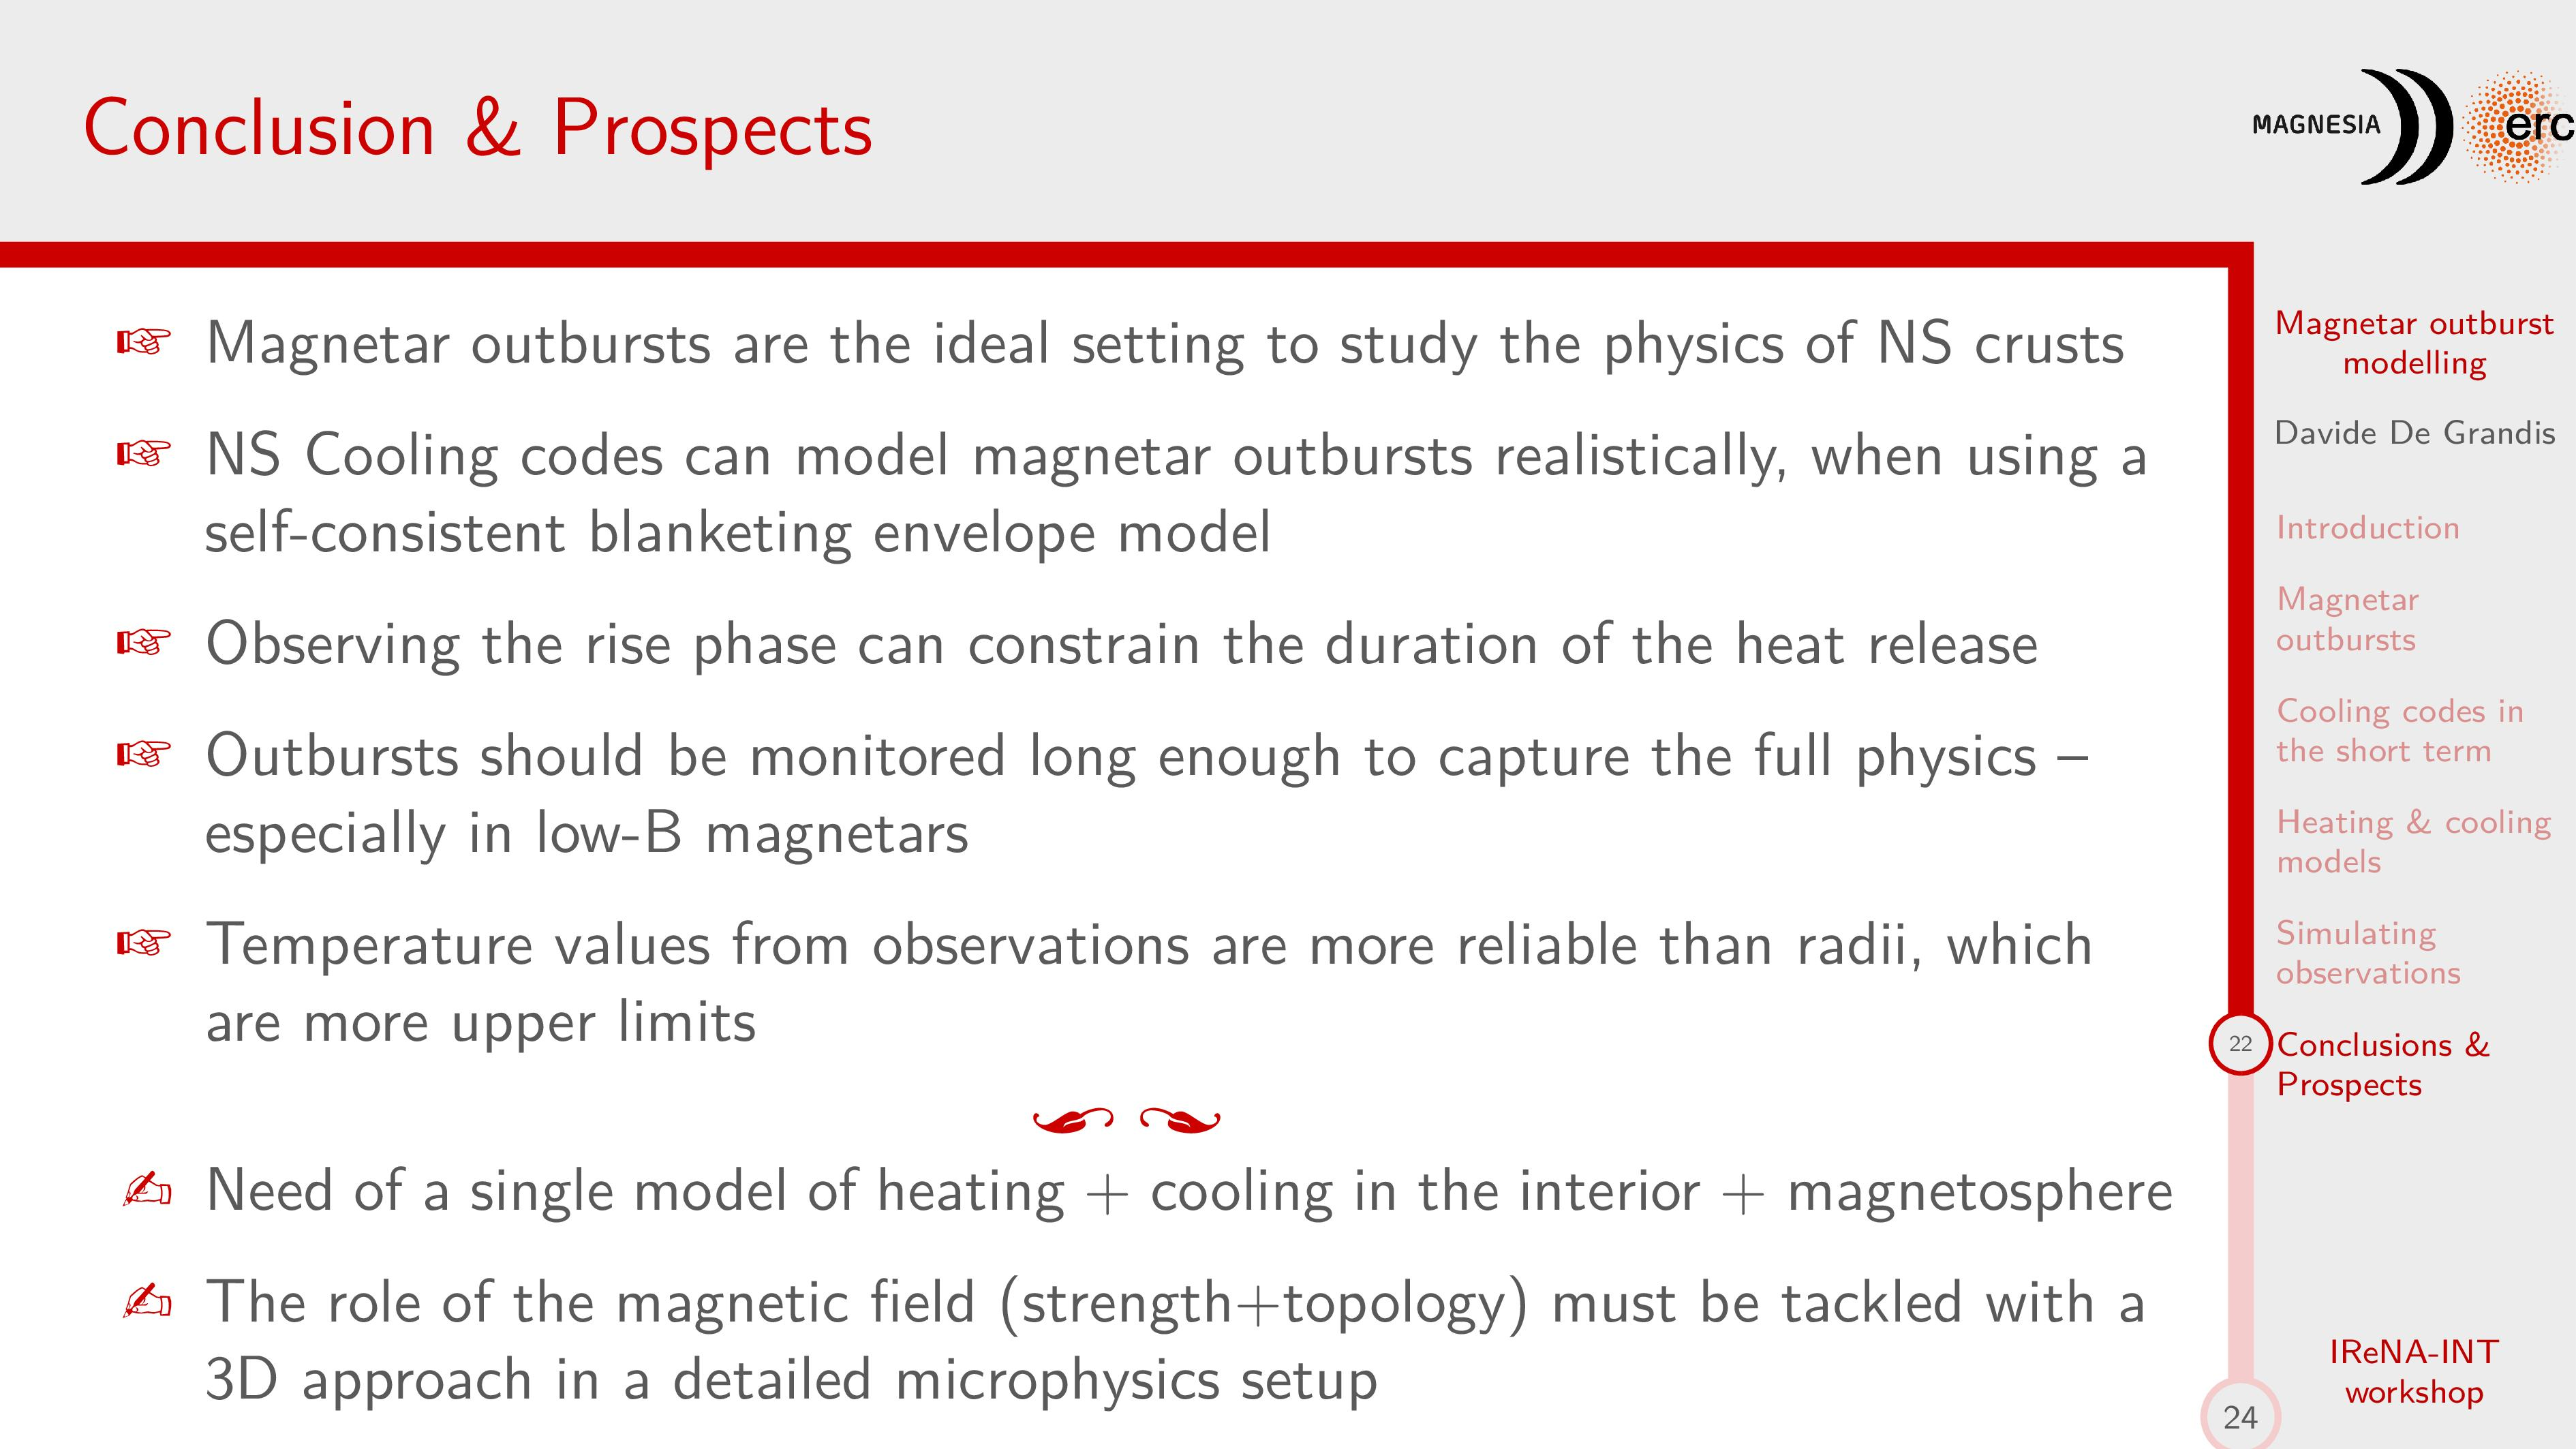 Conclusion & Prospects
MAGNESIA
erc
Magnetar outbursts are the ideal setting to study the physics of NS crusts
NS Cooling codes can model magnetar outbursts realistically, when using a
self-consistent blanketing envelope model
Observing the rise phase can constrain the duration of the heat release
Outbursts should be monitored long enough to capture the full physics –
especially in low-B magnetars
Temperature values from observations are more reliable than radii, which
are more upper limits
Need of a single model of heating + cooling in the interior + magnetosphere
The role of the magnetic field (strength+topology) must be tackled with a
3D approach in a detailed microphysics setup
Magnetar outburst
modelling
Davide De Grandis
Introduction
Magnetar
outbursts
Cooling codes in
the short term
Heating & cooling
models
Simulating
observations
22
Conclusions &
Prospects
IReNA-INT
workshop
24